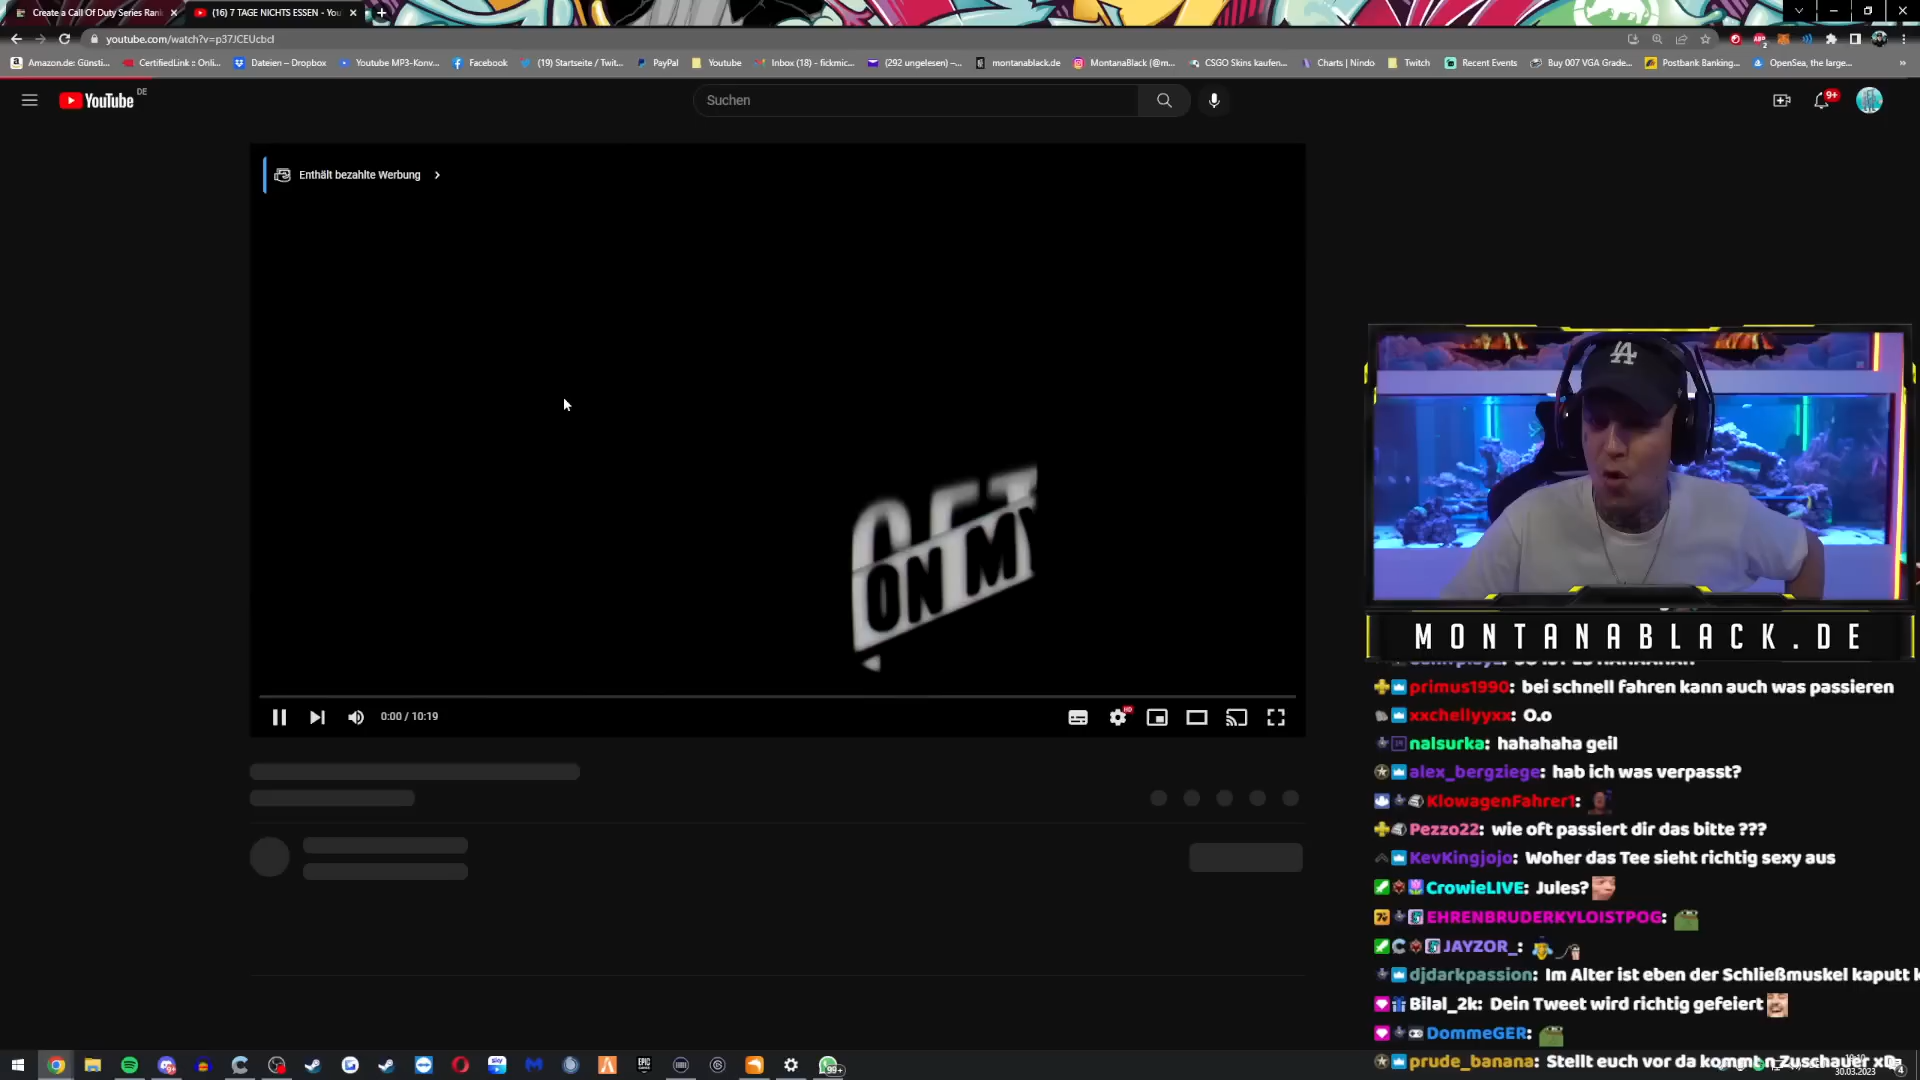 Create a Call Of Duty Series Rank
(16) 7 TAGE NICHTS ESSEN - You
youtube.com/watch?v=p37JCEUcbcI
Amazon.de: Günsti...
CertifiedLink :: Onli...
Dateien – Dropbox
Youtube MP3-Konv...
Facebook
(19) Startseite / Twit...
PayPal
Youtube
Inbox (18) - fickmic...
(292 ungelesen) –...
montanablack.de
MontanaBlack (@m...
CSGO Skins kaufen...
Charts | Nindo
Twitch
Recent Events
Buy 007 VGA Grade...
Postbank Banking...
OpenSea, the large...
YouTube DE
Suchen
9+
Enthält bezahlte Werbung
ON MY
0:00 / 10:19
HD
LA
MONTANABLACK.DE
primus1990: bei schnell fahren kann auch was passieren
xxchellyyxx: O.o
nalsurka: hahahaha geil
alex_bergziege: hab ich was verpasst?
KlowagenFahrer1:
Pezzo22: wie oft passiert dir das bitte ???
KevKingjojo: Woher das Tee sieht richtig sexy aus
CrowieLIVE: Jules?
EHRENBRUDERKYLOISTPOG:
JAYZOR_:
djdarkpassion: Im Alter ist eben der Schließmuskel kaputt k
Bilal_2k: Dein Tweet wird richtig gefeiert
DommeGER:
prude_banana: Stellt euch vor da kommt n Zuschauer xD
30.03.2023
99+